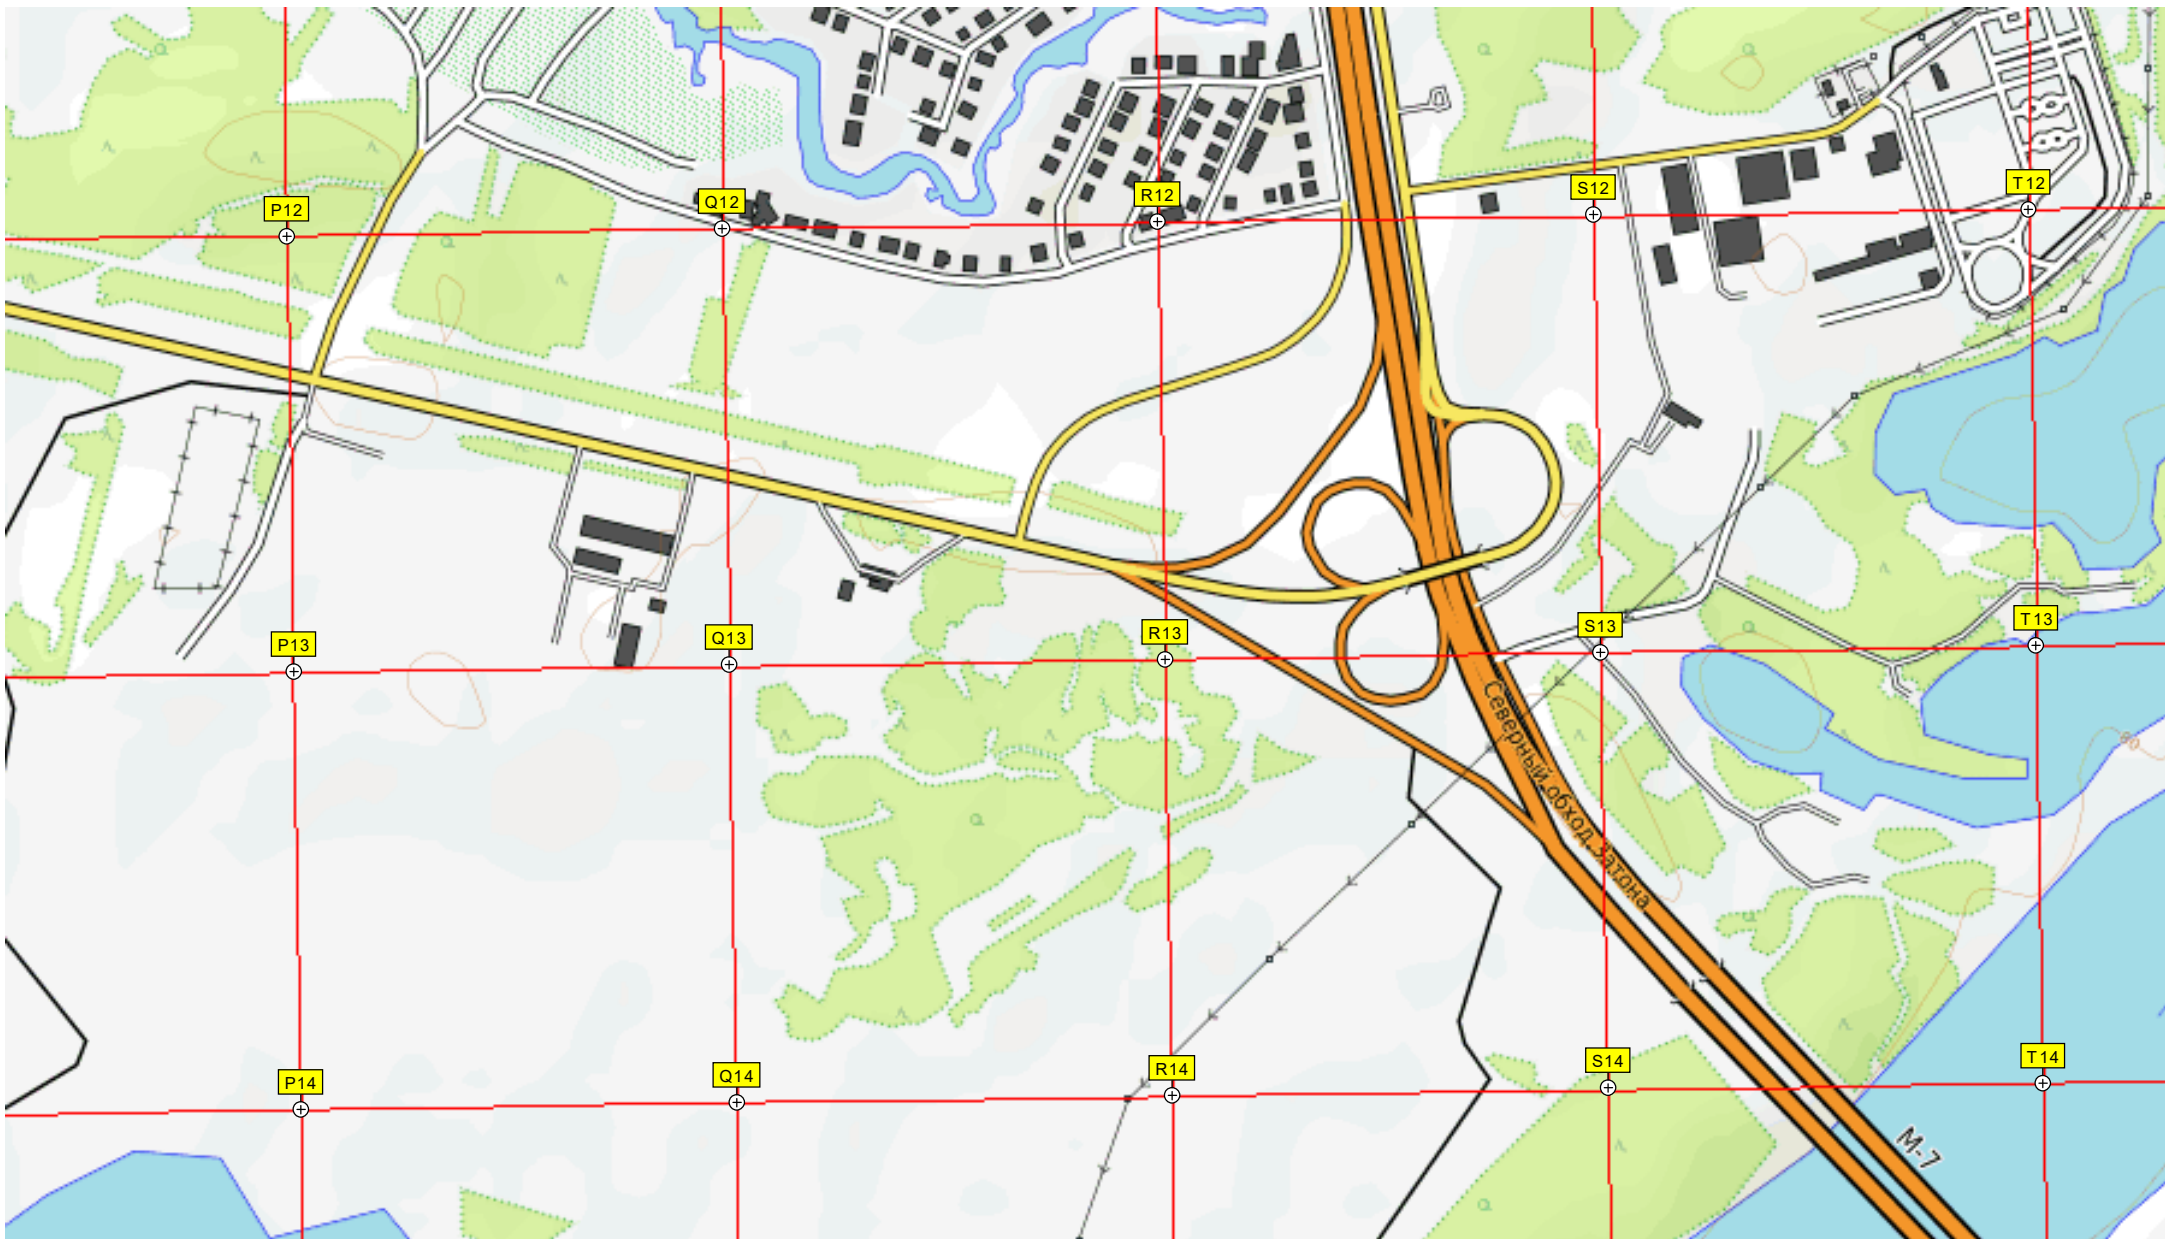 P12
Q12
R12
S12
T12
P13
Q13
R13
S13
T13
80
Северный обход Затона
P14
Q14
R14
S14
T14
М-7